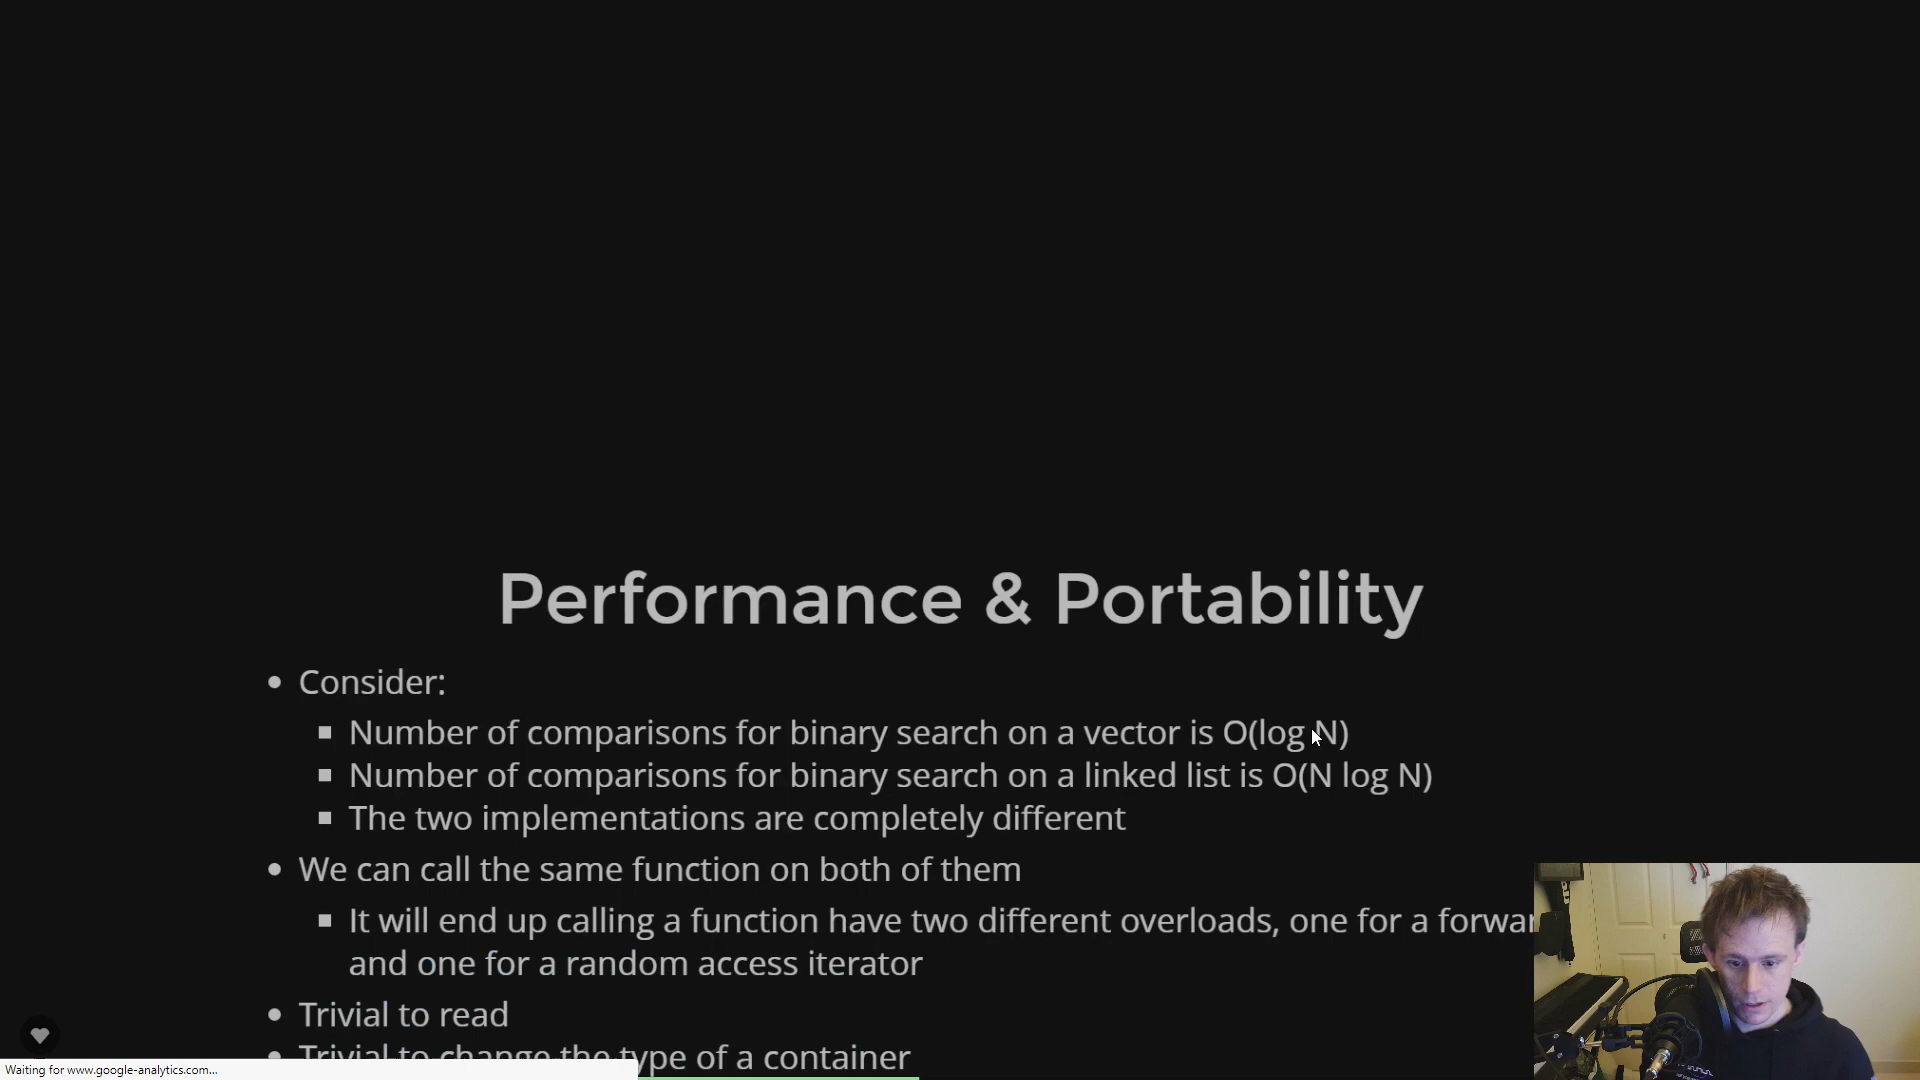 Performance & Portability
Consider:
Number of comparisons for binary search on a vector is O(log N)
Number of comparisons for binary search on a linked list is O(N log N)
The two implementations are completely different
We can call the same function on both of them
It will end up calling a function have two different overloads, one for a forwar
and one for a random access iterator
Trivial to read
Trivial to change the type of a container
Waiting for www.google-analytics.com...